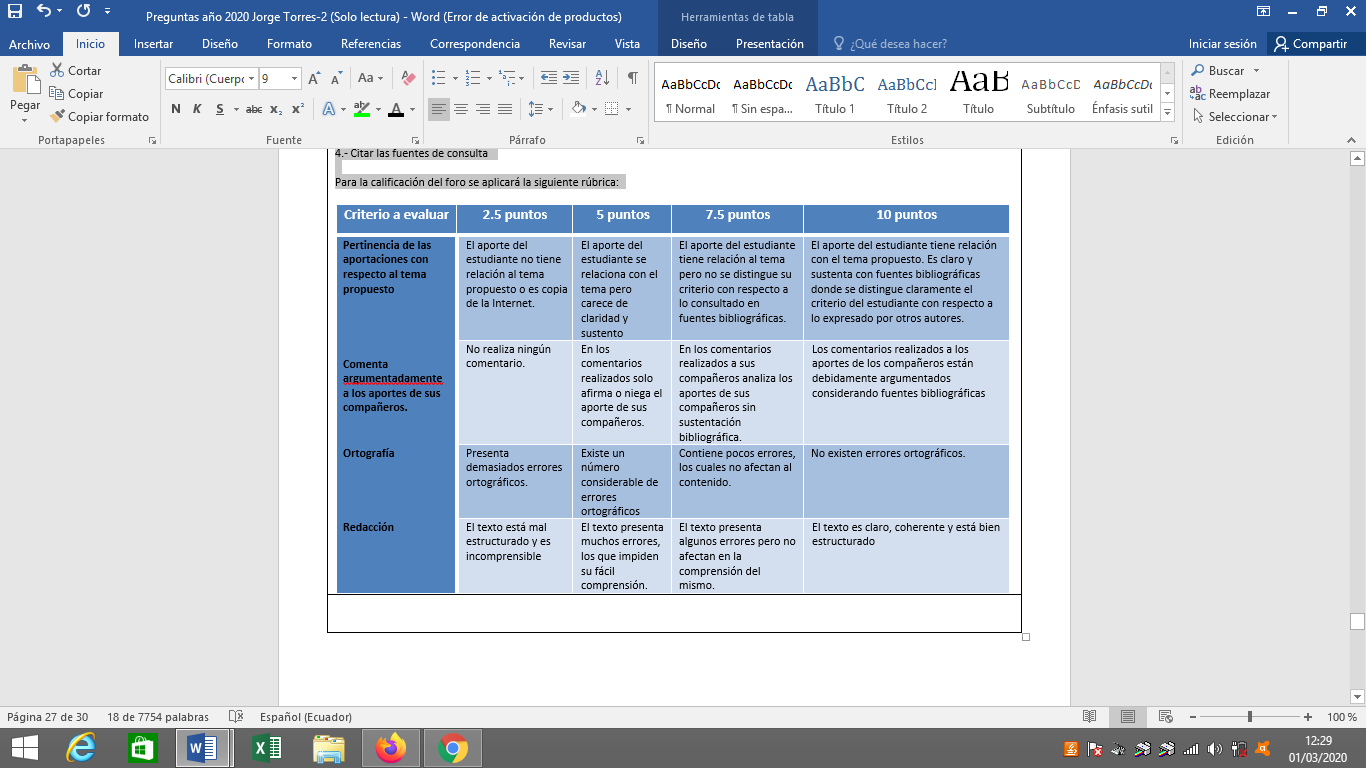 Preguntas año 2020 Jorge Torres-2 (Solo lectura) - Word (Error de activación de productos)
Herramientas de tabla
Archivo
Inicio
Insertar
Diseño
Formato
Referencias
Correspondencia
Revisar
Vista
Diseño
Presentación
¿Qué desea hacer?
Iniciar sesión
Compartir
Pegar
Cortar
Copiar
Copiar formato
Portapapeles
Calibri (Cuerpo
9
Aa
N K S abc x₂ x²
Fuente
Párrafo
AaBbCcDc
¶ Normal
AaBbCcDc
¶ Sin espa...
AaBbC
Título 1
AaBbCcI
Título 2
AaB
Título
AaBbCcD
Subtítulo
AaBbCcDt
Énfasis sutil
Estilos
Buscar
Reemplazar
Seleccionar
Edición
4.- Citar las fuentes de consulta
Para la calificación del foro se aplicará la siguiente rúbrica:
Criterio a evaluar
2.5 puntos
5 puntos
7.5 puntos
10 puntos
Pertinencia de las
aportaciones con
respecto al tema
propuesto
El aporte del
estudiante no tiene
relación al tema
propuesto o es copia
de la Internet.
El aporte del
estudiante se
relaciona con el
tema pero
carece de
claridad y
sustento
El aporte del estudiante
tiene relación al tema
pero no se distingue su
criterio con respecto a
lo consultado en
fuentes bibliográficas.
El aporte del estudiante tiene relación
con el tema propuesto. Es claro y
sustenta con fuentes bibliográficas
donde se distingue claramente el
criterio del estudiante con respecto a
lo expresado por otros autores.
Comenta
argumentadamente
a los aportes de sus
compañeros.
No realiza ningún
comentario.
En los
comentarios
realizados solo
afirma o niega el
aporte de sus
compañeros.
En los comentarios
realizados a sus
compañeros analiza los
aportes de sus
compañeros sin
sustentación
bibliográfica.
Los comentarios realizados a los
aportes de los compañeros están
debidamente argumentados
considerando fuentes bibliográficas
Ortografía
Presenta
demasiados errores
ortográficos.
Existe un
número
considerable de
errores
ortográficos
Contiene pocos errores,
los cuales no afectan al
contenido.
No existen errores ortográficos.
Redacción
El texto está mal
estructurado y es
incomprensible
El texto presenta
muchos errores,
los que impiden
su fácil
comprensión.
El texto presenta
algunos errores pero no
afectan en la
comprensión del
mismo.
El texto es claro, coherente y está bien
estructurado
Página 27 de 30
18 de 7754 palabras
Español (Ecuador)
100 %
12:29
01/03/2020